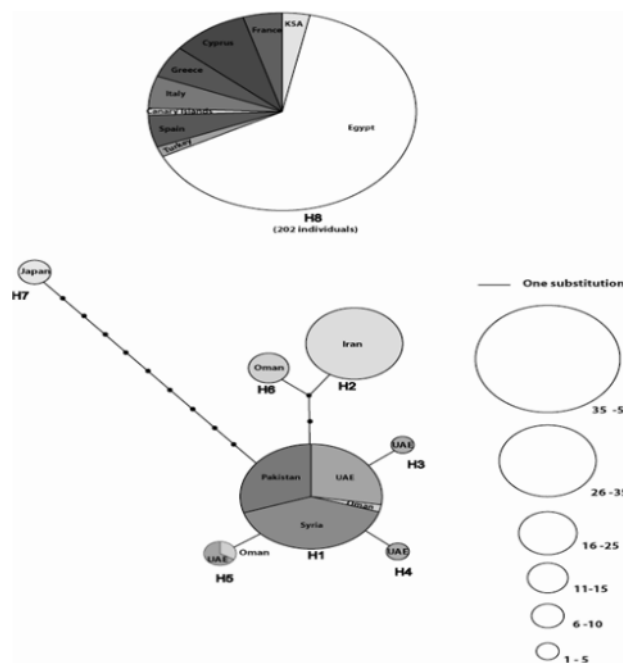 France
KSA
Cyprus
Greece
Italy
Canary Islands
Spain
Turkey
Egypt
H8
(202 individuals)
Japan
H7
One substitution
Iran
Oman
H6
H2
35 -5
UAE
H3
Pakistan
UAE
Oman
26 -35
Syria
UAE
Oman
H5
H1
UAE
H4
16 -25
11-15
6 -10
1 - 5